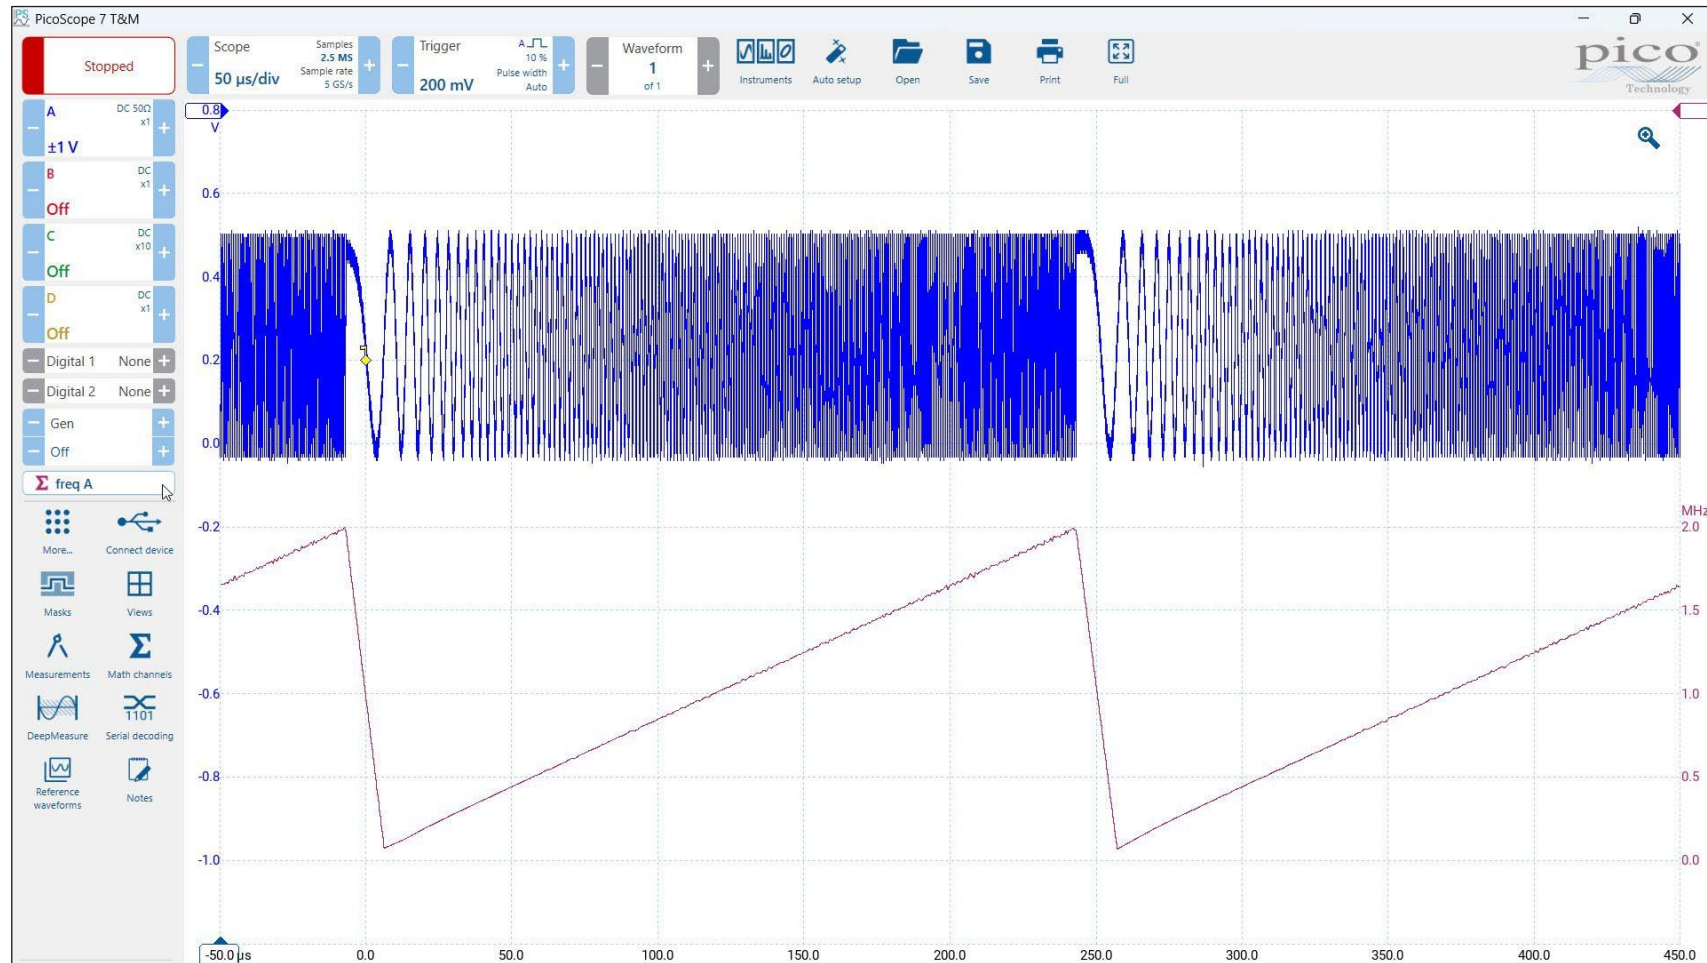 PicoScope 7 T&M
Stopped
Scope
50 µs/div
Samples
2.5 MS
Sample rate
5 GS/s
Trigger
200 mV
A
10 %
Pulse width
Auto
Waveform
1
of 1
Instruments
Auto setup
Open
Save
Print
Full
pico
Technology
A
DC 50Ω
x1
±1 V
B
DC
x1
Off
C
DC
x10
Off
D
DC
x1
Off
Digital 1 None
Digital 2 None
Gen
Off
Σ freq A
More...
Connect device
Masks
Views
Measurements
Math channels
DeepMeasure
1101
Serial decoding
Reference
waveforms
Notes
0.8
V
0.6
0.4
0.2
0.0
-0.2
-0.4
-0.6
-0.8
-1.0
MHz
2.0
1.5
1.0
0.5
0.0
-50.0 µs 0.0 50.0 100.0 150.0 200.0 250.0 300.0 350.0 400.0 450.0